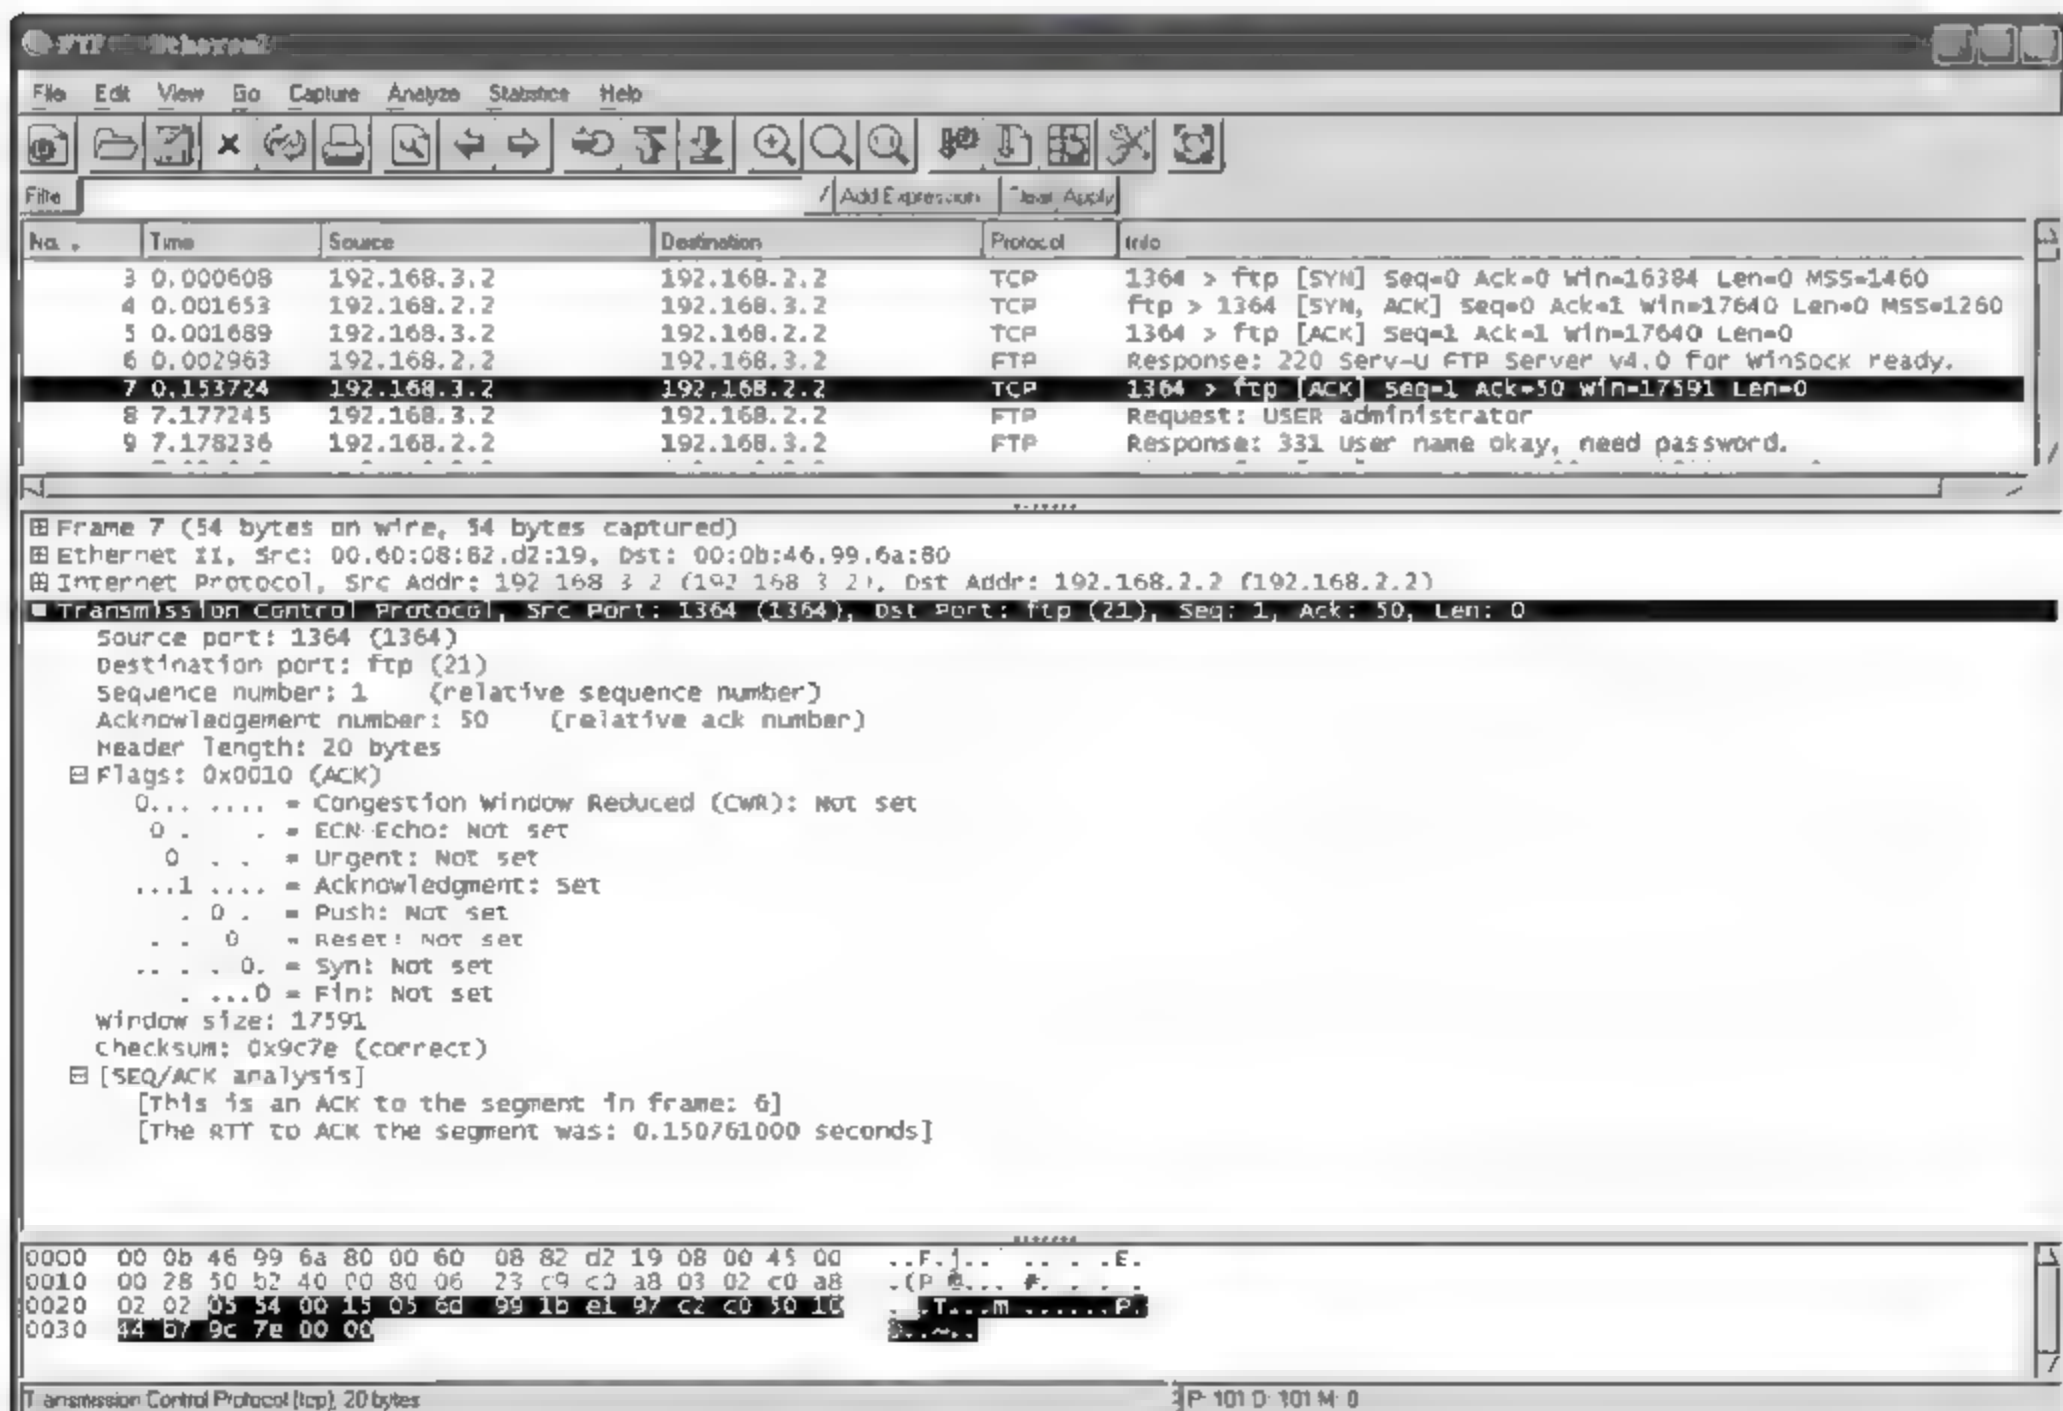 File Edit View Go Capture Analyze Statistics Help
Add Expression Clear Apply
No. Time Source Destination Protocol Info
3 0.000608 192.168.3.2 192.168.2.2 TCP 1364 > ftp [SYN] Seq=0 Ack=0 Win=16384 Len=0 MSS=1460
4 0.001653 192.168.2.2 192.168.3.2 TCP ftp > 1364 [SYN, ACK] Seq=0 Ack=1 Win=17640 Len=0 MSS=1260
5 0.001689 192.168.3.2 192.168.2.2 TCP 1364 > ftp [ACK] Seq=1 Ack=1 Win=17640 Len=0
6 0.002963 192.168.2.2 192.168.3.2 FTP Response: 220 Serv-U FTP Server v4.0 for WinSock ready.
7 0.153724 192.168.3.2 192.168.2.2 TCP 1364 > ftp [ACK] Seq=1 Ack=50 Win=17591 Len=0
8 7.177245 192.168.3.2 192.168.2.2 FTP Request: USER administrator
9 7.178236 192.168.2.2 192.168.3.2 FTP Response: 331 User name okay, need password.
Frame 7 (54 bytes on wire, 54 bytes captured)
Ethernet II, Src: 00:60:08:82:d2:19, Dst: 00:0b:46:99:6a:80
Internet Protocol, Src Addr: 192.168.3.2 (192.168.3.2), Dst Addr: 192.168.2.2 (192.168.2.2)
Transmission Control Protocol, Src Port: 1364 (1364), Dst Port: ftp (21), Seq: 1, Ack: 50, Len: 0
Source port: 1364 (1364)
Destination port: ftp (21)
Sequence number: 1 (relative sequence number)
Acknowledgement number: 50 (relative ack number)
Header length: 20 bytes
Flags: 0x0010 (ACK)
0... .... = Congestion Window Reduced (CWR): Not set
0 . . = ECN-Echo: Not set
0 . . = Urgent: Not set
...1 .... = Acknowledgment: Set
. 0 . = Push: Not set
. . 0 = Reset: Not set
.. . . 0. = Syn: Not set
. ...0 = Fin: Not set
Window size: 17591
Checksum: 0x9c7e (correct)
[SEQ/ACK analysis]
[This is an ACK to the segment in frame: 6]
[The RTT to ACK the segment was: 0.150761000 seconds]
0000 00 0b 46 99 6a 80 00 60 08 82 d2 19 08 00 45 00 ..F.j.. .. . ..E.
0010 00 28 50 b2 40 00 80 06 23 c9 c0 a8 03 02 c0 a8 .(P.@... #. . . . .
0020 02 02 05 54 00 15 05 6d 99 1b e1 97 c2 c0 50 10 . .T...m ......P.
0030 44 b7 9c 7e 00 00 D..~..
Transmission Control Protocol (tcp), 20 bytes P: 101 D: 101 M: 0